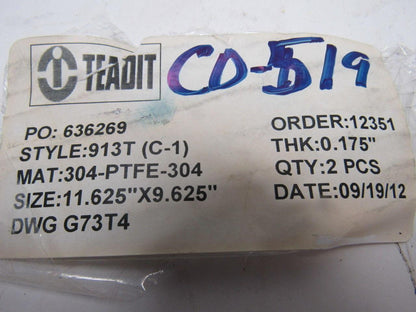 TEADIT CD-519
PO: 636269 ORDER:12351
STYLE:913T (C-1) THK:0.175"
MAT:304-PTFE-304 QTY:2 PCS
SIZE:11.625"X9.625" DATE:09/19/12
DWG G73T4